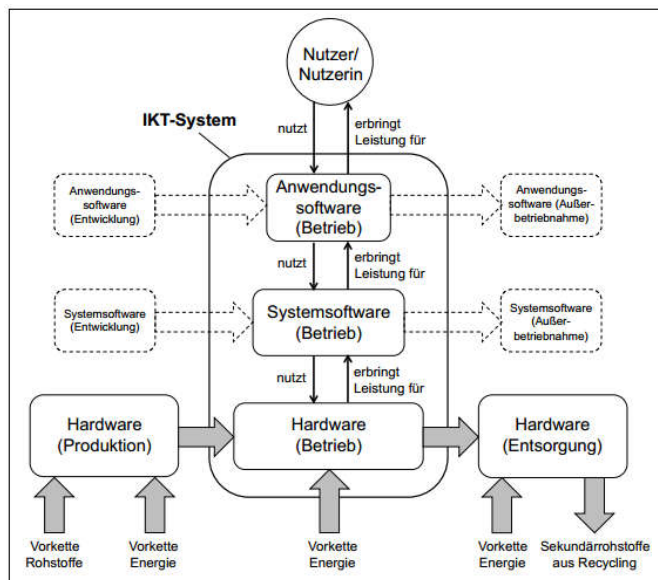 Nutzer/
Nutzerin
IKT-System
nutzt
erbringt
Leistung für
Anwendungs-
software
(Entwicklung)
Anwendungs-
software
(Betrieb)
Anwendungs-
software (Außer-
betriebnahme)
nutzt
erbringt
Leistung für
Systemsoftware
(Entwicklung)
Systemsoftware
(Betrieb)
Systemsoftware
(Außer-
betriebnahme)
nutzt
erbringt
Leistung für
Hardware
(Produktion)
Hardware
(Betrieb)
Hardware
(Entsorgung)
Vorkette
Rohstoffe
Vorkette
Energie
Vorkette
Energie
Vorkette
Energie
Sekundärrohstoffe
aus Recycling